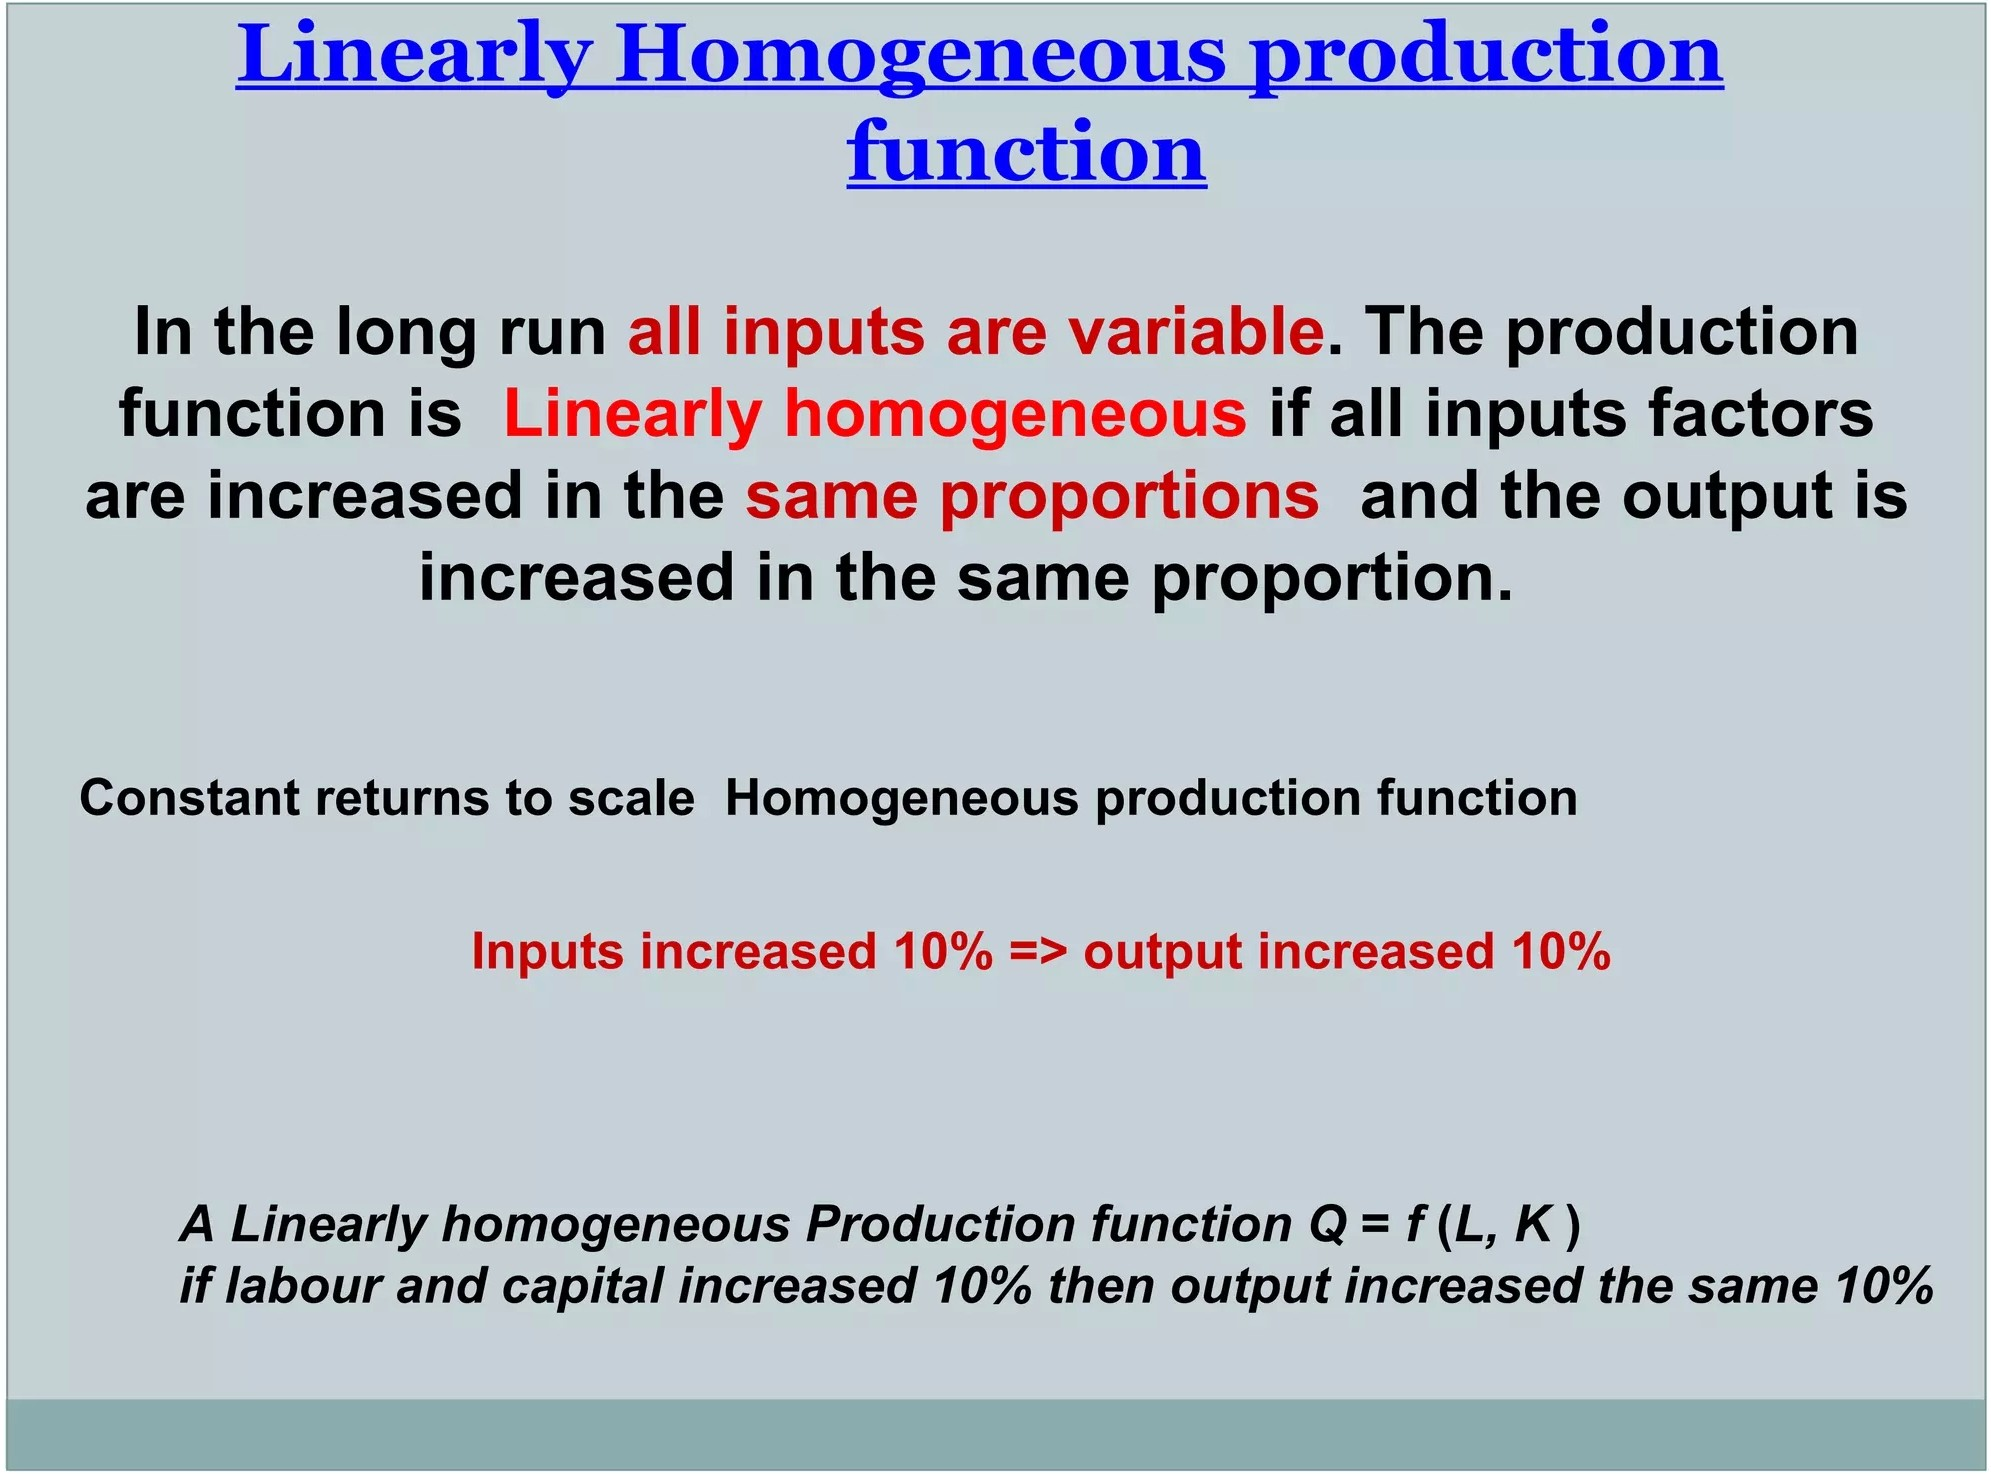 Linearly Homogeneous production
function
In the long run all inputs are variable. The production
function is Linearly homogeneous if all inputs factors
are increased in the same proportions and the output is
increased in the same proportion.
Constant returns to scale Homogeneous production function
Inputs increased 10% => output increased 10%
A Linearly homogeneous Production function Q = f (L, K )
if labour and capital increased 10% then output increased the same 10%